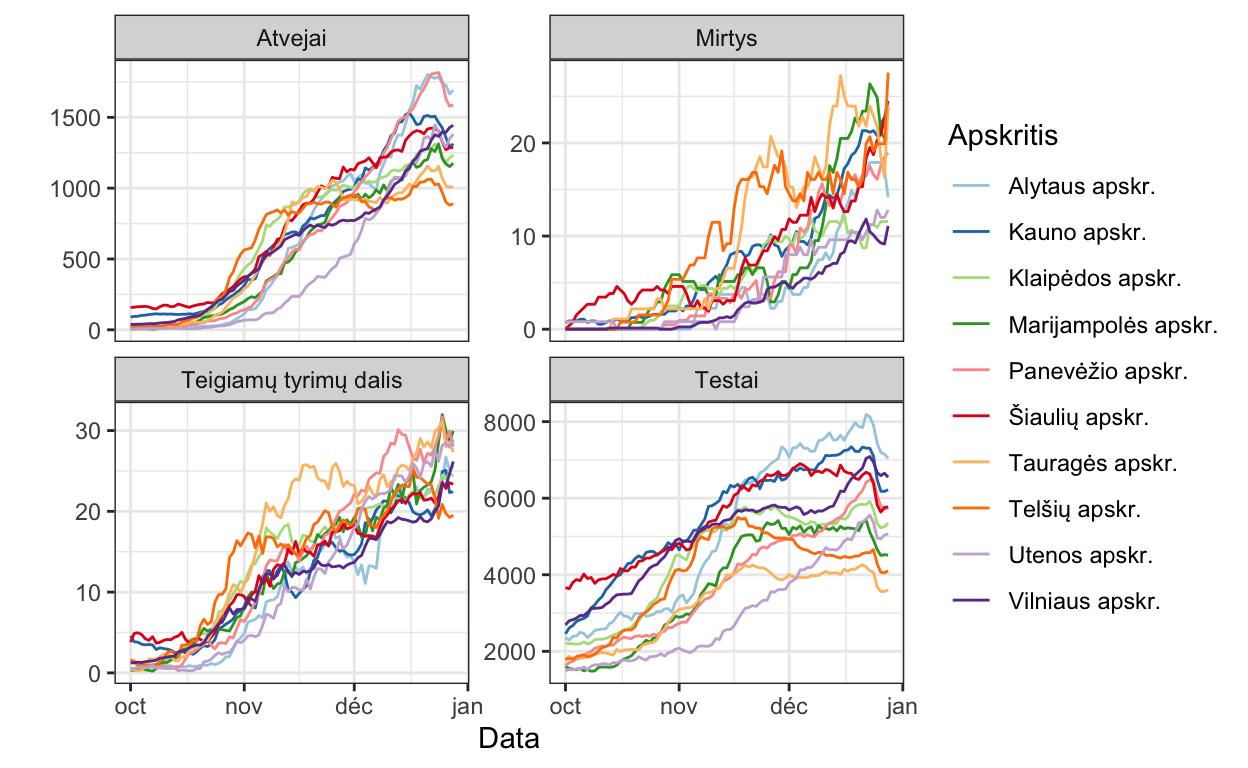 Atvejai
Mirtys
1500
1000
500
0
20
10
0
Teigiamų tyrimų dalis
Testai
30
20
10
0
8000
6000
4000
2000
oct nov déc jan
oct nov déc jan
Data
Apskritis
Alytaus apskr.
Kauno apskr.
Klaipėdos apskr.
Marijampolės apskr.
Panevėžio apskr.
Šiaulių apskr.
Tauragės apskr.
Telšių apskr.
Utenos apskr.
Vilniaus apskr.